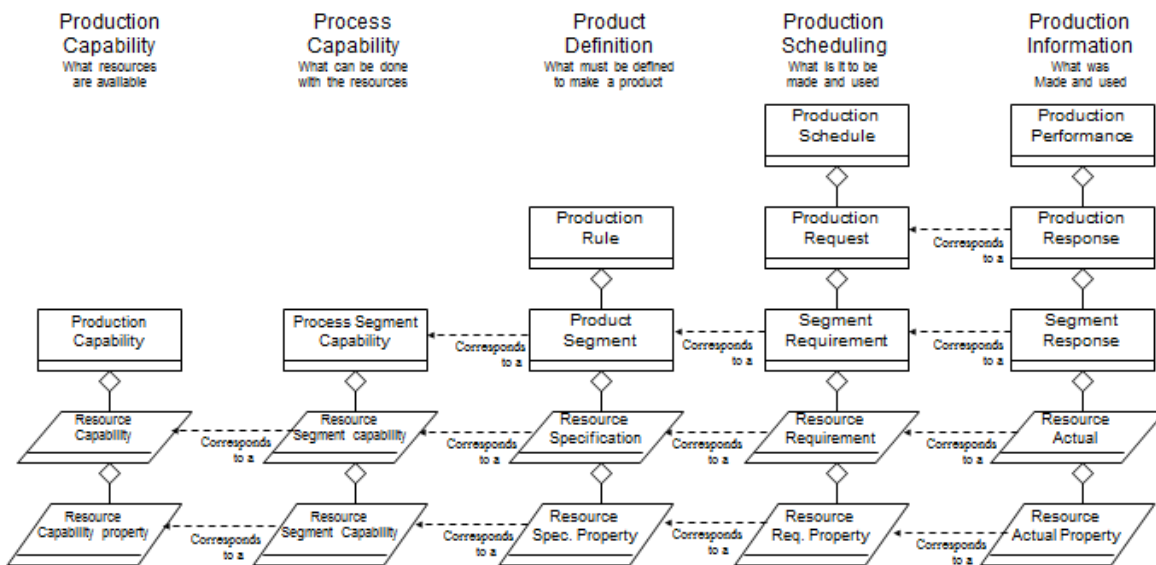 Production
Capability
What resources
are available
Process
Capability
What can be done
with the resources
Product
Definition
What must be defined
to make a product
Production
Scheduling
What is it to be
made and used
Production
Information
What was
Made and used
Production
Schedule
Production
Performance
Production
Rule
Production
Request
Corresponds
to a
Production
Response
Production
Capability
Process Segment
Capability
Corresponds
to a
Product
Segment
Corresponds
to a
Segment
Requirement
Corresponds
to a
Segment
Response
Resource
Capability
Corresponds
to a
Resource
Segment capability
Corresponds
to a
Resource
Specification
Corresponds
to a
Resource
Requirement
Corresponds
to a
Resource
Actual
Resource
Capability property
Corresponds
to a
Resource
Segment Capability
Corresponds
to a
Resource
Spec. Property
Corresponds
to a
Resource
Req. Property
Corresponds
to a
Resource
Actual Property